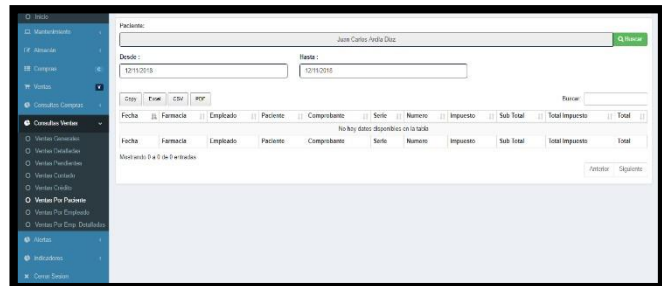 Inicio
Mantenimiento
Almacén
Compras
Ventas
Consultas Compras
Consultas Ventas
Ventas Generales
Ventas Detalladas
Ventas Pendientes
Ventas Contado
Ventas Crédito
Ventas Por Paciente
Ventas Por Empleado
Ventas Por Emp. Detalladas
Alertas
Indicadores
Cerrar Sesion
Paciente:
Juan Carlos Ardila Diaz
Buscar
Desde : Hasta :
12/11/2018 12/11/2018
Copy Excel CSV PDF Buscar:
Fecha Farmacia Empleado Paciente Comprobante Serie Numero Impuesto Sub Total Total Impuesto Total
No hay datos disponibles en la tabla
Fecha Farmacia Empleado Paciente Comprobante Serie Numero Impuesto Sub Total Total Impuesto Total
Mostrando 0 a 0 de 0 entradas
Anterior Siguiente